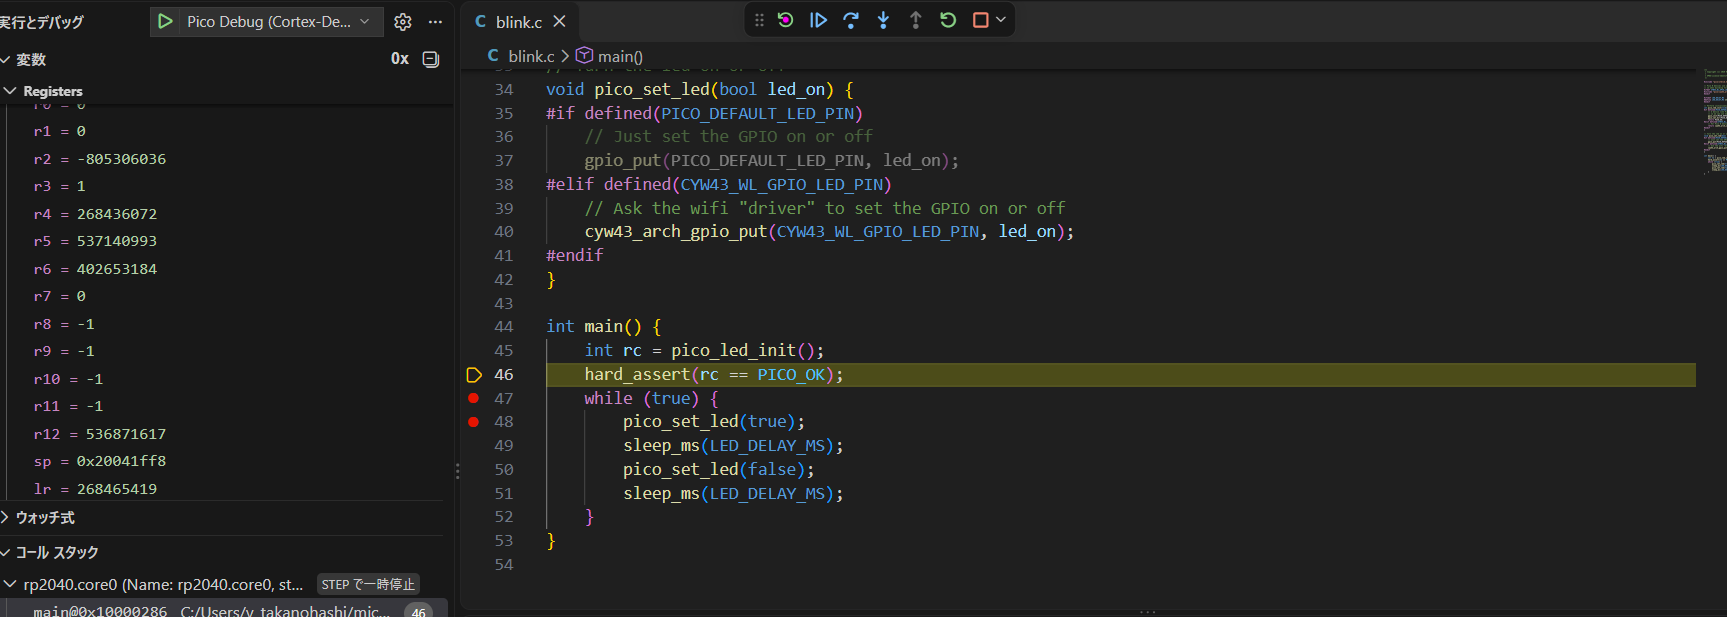 実行とデバッグ
Pico Debug (Cortex-De...
変数
0x
Registers
r0 = 0
r1 = 0
r2 = -805306036
r3 = 1
r4 = 268436072
r5 = 537140993
r6 = 402653184
r7 = 0
r8 = -1
r9 = -1
r10 = -1
r11 = -1
r12 = 536871617
sp = 0x20041ff8
lr = 268465419
ウォッチ式
コール スタック
rp2040.core0 (Name: rp2040.core0, st...
STEP で一時停止
main@0x10000286 C:/Users/y_takanohashi/mic... 46
C blink.c
C blink.c > main()
34 void pico_set_led(bool led_on) {
35 #if defined(PICO_DEFAULT_LED_PIN)
36 // Just set the GPIO on or off
37 gpio_put(PICO_DEFAULT_LED_PIN, led_on);
38 #elif defined(CYW43_WL_GPIO_LED_PIN)
39 // Ask the wifi "driver" to set the GPIO on or off
40 cyw43_arch_gpio_put(CYW43_WL_GPIO_LED_PIN, led_on);
41 #endif
42 }
43
44 int main() {
45 int rc = pico_led_init();
46 hard_assert(rc == PICO_OK);
47 while (true) {
48 pico_set_led(true);
49 sleep_ms(LED_DELAY_MS);
50 pico_set_led(false);
51 sleep_ms(LED_DELAY_MS);
52 }
53 }
54